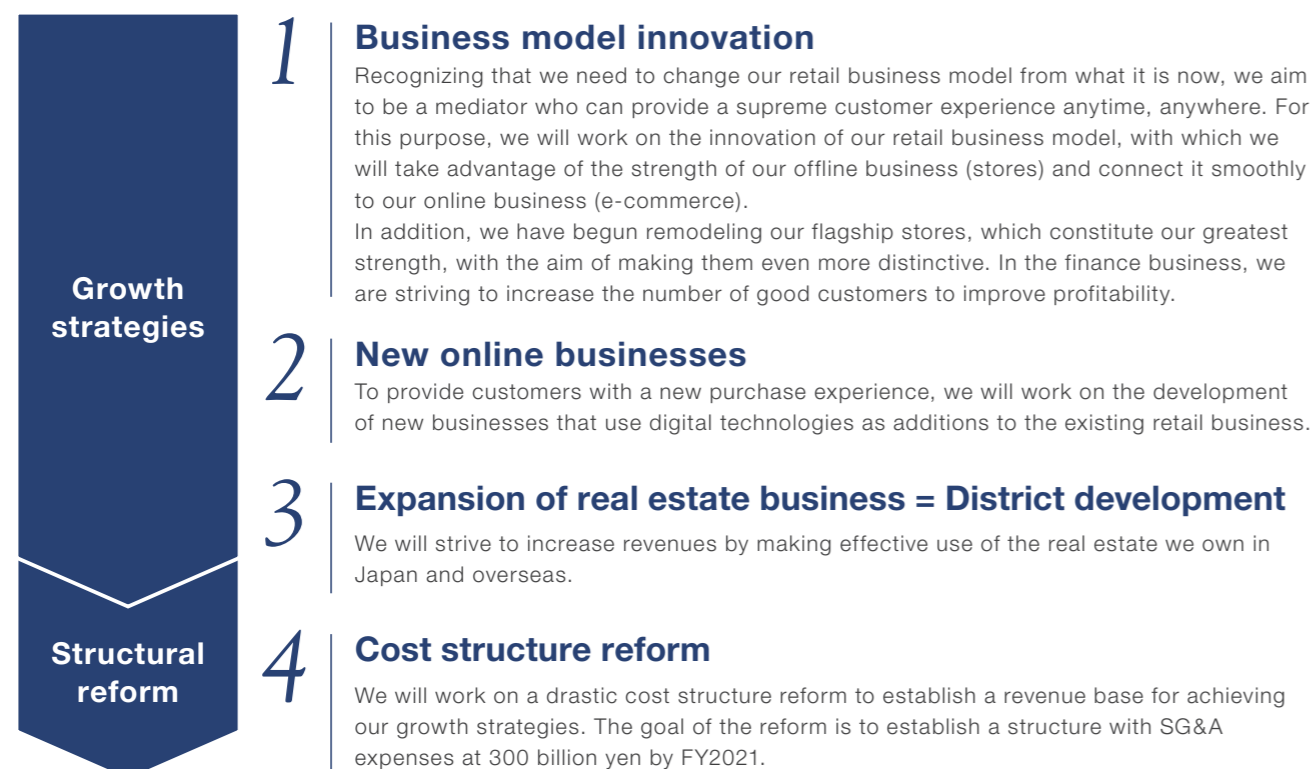 Growth
strategies
1
Business model innovation
Recognizing that we need to change our retail business model from what it is now, we aim
to be a mediator who can provide a supreme customer experience anytime, anywhere. For
this purpose, we will work on the innovation of our retail business model, with which we
will take advantage of the strength of our offline business (stores) and connect it smoothly
to our online business (e-commerce).
In addition, we have begun remodeling our flagship stores, which constitute our greatest
strength, with the aim of making them even more distinctive. In the finance business, we
are striving to increase the number of good customers to improve profitability.
2
New online businesses
To provide customers with a new purchase experience, we will work on the development
of new businesses that use digital technologies as additions to the existing retail business.
3
Expansion of real estate business = District development
We will strive to increase revenues by making effective use of the real estate we own in
Japan and overseas.
Structural
reform
4
Cost structure reform
We will work on a drastic cost structure reform to establish a revenue base for achieving
our growth strategies. The goal of the reform is to establish a structure with SG&A
expenses at 300 billion yen by FY2021.